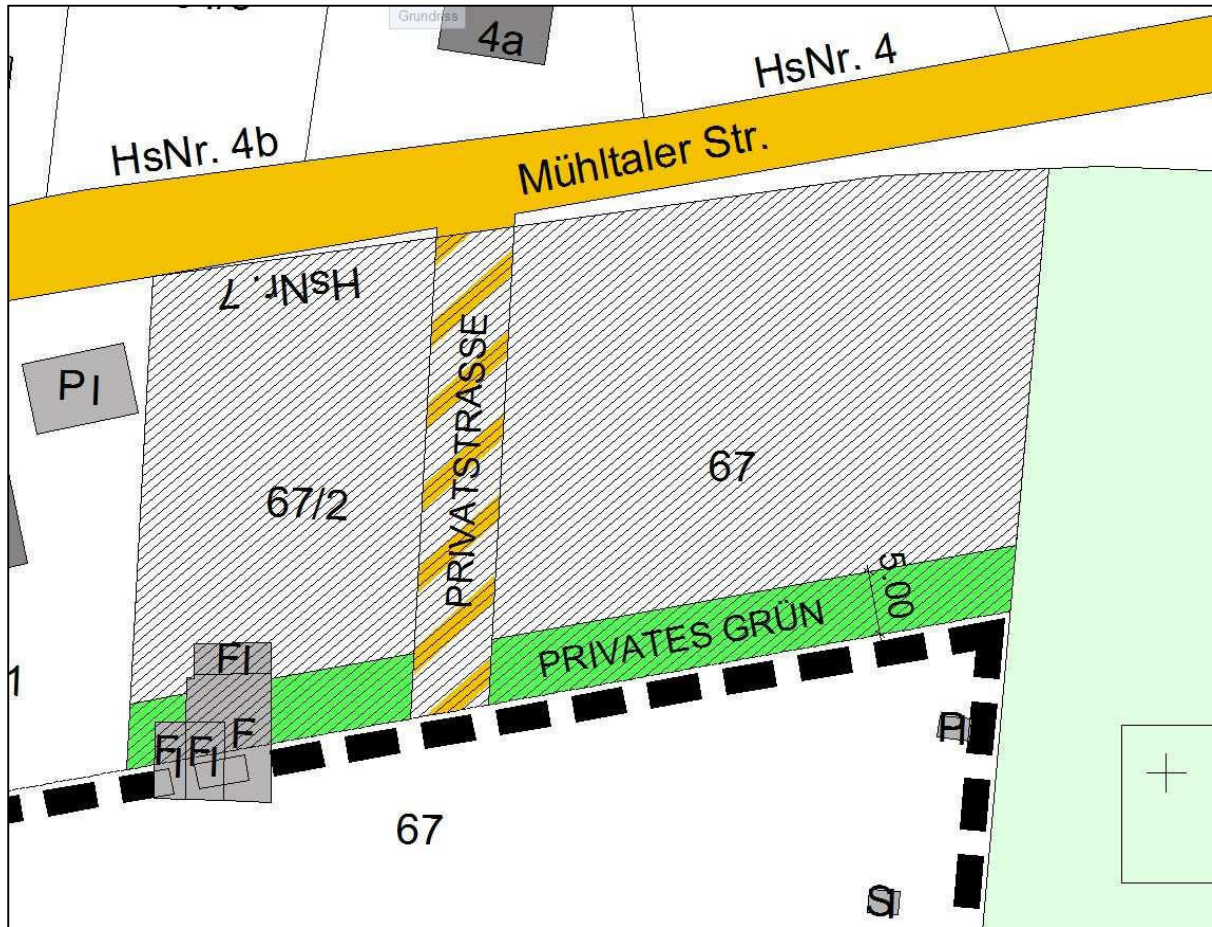 Grundriss
4a
HsNr. 4
HsNr. 4b
Mühltaler Str.
HsNr. 7
PI
PRIVATSTRASSE
67
67/2
5.00
PRIVATES GRÜN
FI
1
F
FI
FI
PI
67
SI